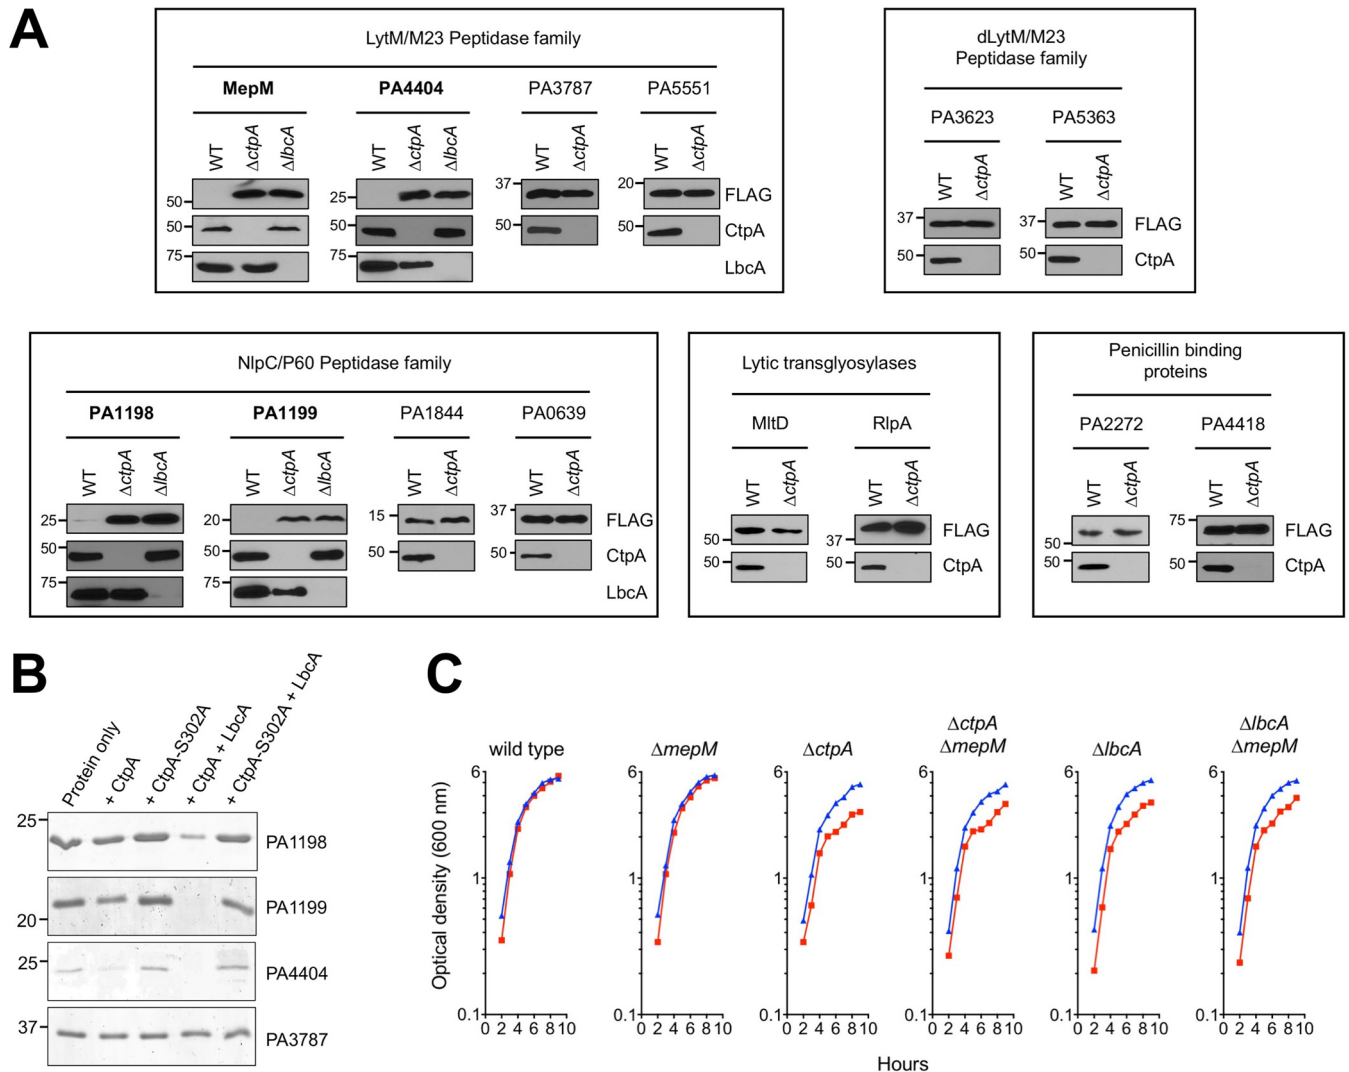 A
LytM/M23 Peptidase family
MepM
PA4404
PA3787
PA5551
WT
ΔctpA
ΔlbcA
WT
ΔctpA
ΔlbcA
WT
ΔctpA
WT
ΔctpA
50
25
37
20
FLAG
50
50
50
50
CtpA
75
75
LbcA
dLytM/M23
Peptidase family
PA3623
PA5363
WT
ΔctpA
WT
ΔctpA
37
37
FLAG
50
50
CtpA
NlpC/P60 Peptidase family
PA1198
PA1199
PA1844
PA0639
WT
ΔctpA
ΔlbcA
WT
ΔctpA
ΔlbcA
WT
ΔctpA
WT
ΔctpA
25
20
15
37
FLAG
50
50
50
50
CtpA
75
75
LbcA
Lytic transglyosylases
MltD
RlpA
WT
ΔctpA
WT
ΔctpA
50
37
FLAG
50
50
CtpA
Penicillin binding
proteins
PA2272
PA4418
WT
ΔctpA
WT
ΔctpA
50
75
FLAG
50
50
CtpA
B
Protein only
+ CtpA
+ CtpA-S302A
+ CtpA + LbcA
+ CtpA-S302A + LbcA
25
PA1198
20
PA1199
25
PA4404
37
PA3787
C
wild type
ΔmepM
ΔctpA
ΔctpA
ΔmepM
ΔlbcA
ΔlbcA
ΔmepM
Optical density (600 nm)
6
1
0.1
0 2 4 6 8 10
6
1
0.1
0 2 4 6 8 10
6
1
0.1
0 2 4 6 8 10
6
1
0.1
0 2 4 6 8 10
6
1
0.1
0 2 4 6 8 10
6
1
0.1
0 2 4 6 8 10
Hours